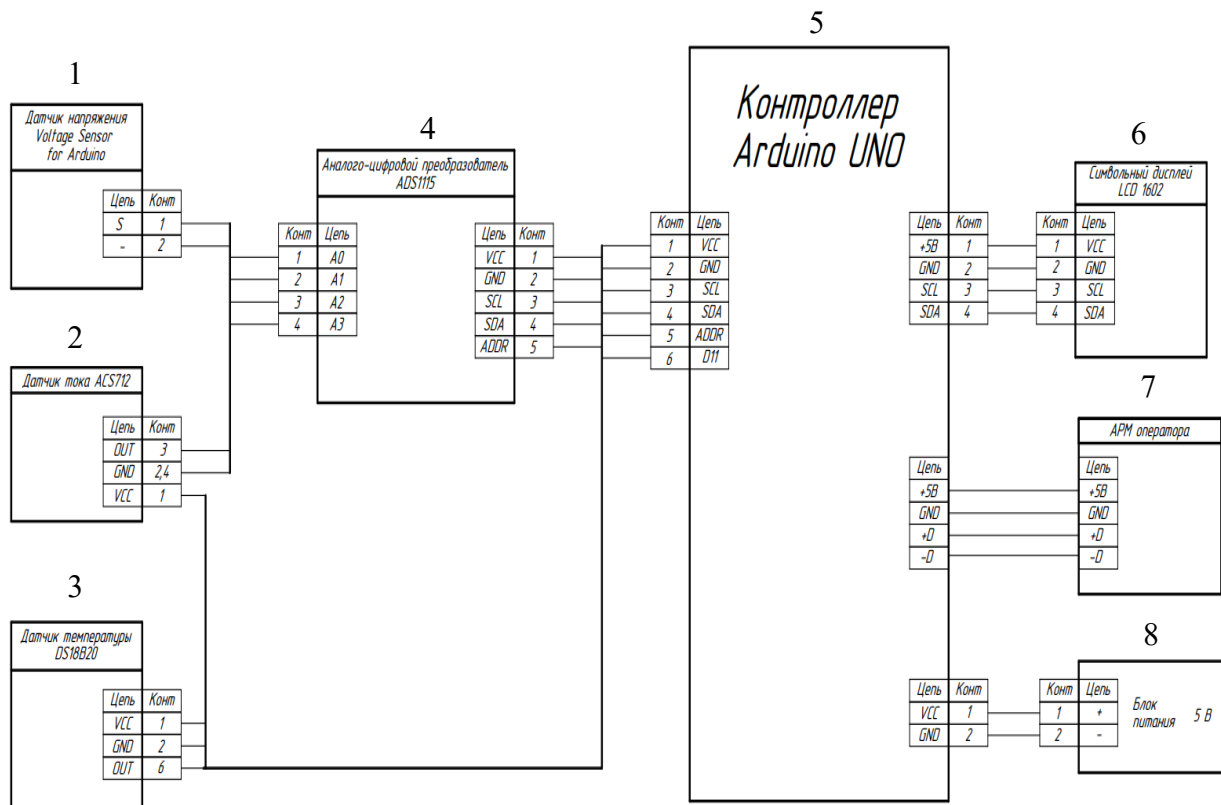 1
Датчик напряжения
Voltage Sensor
for Arduino
Цепь Конт
S 1
- 2
2
Датчик тока ACS712
Цепь Конт
OUT 3
GND 2,4
VCC 1
3
Датчик температуры
DS18B20
Цепь Конт
VCC 1
GND 2
OUT 6
4
Аналого-цифровой преобразователь
ADS1115
Конт Цепь
1 A0
2 A1
3 A2
4 A3
Цепь Конт
VCC 1
GND 2
SCL 3
SDA 4
ADDR 5
5
Контроллер
Arduino UNO
Конт Цепь
1 VCC
2 GND
3 SCL
4 SDA
5 ADDR
6 D11
Цепь Конт
+5В 1
GND 2
SCL 3
SDA 4
Цепь
+5В
GND
+D
-D
Цепь Конт
VCC 1
GND 2
6
Символьный дисплей
LCD 1602
Конт Цепь
1 VCC
2 GND
3 SCL
4 SDA
7
АРМ оператора
Цепь
+5В
GND
+D
-D
8
Конт Цепь
1 +
2 -
Блок
питания 5 В